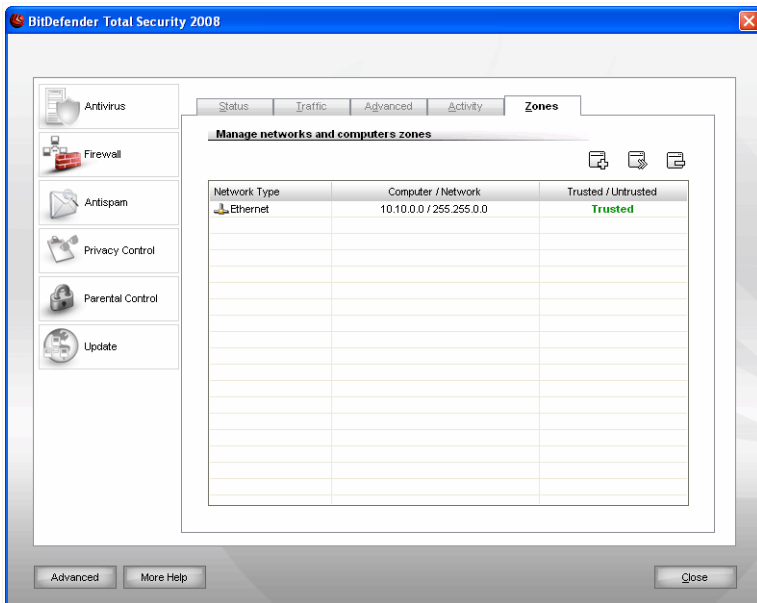 BitDefender Total Security 2008
Antivirus
Firewall
Antispam
Privacy Control
Parental Control
Update
Status Traffic Advanced Activity Zones
Manage networks and computers zones
Network Type Computer / Network Trusted / Untrusted
Ethernet 10.10.0.0 / 255.255.0.0 Trusted
Advanced More Help Close